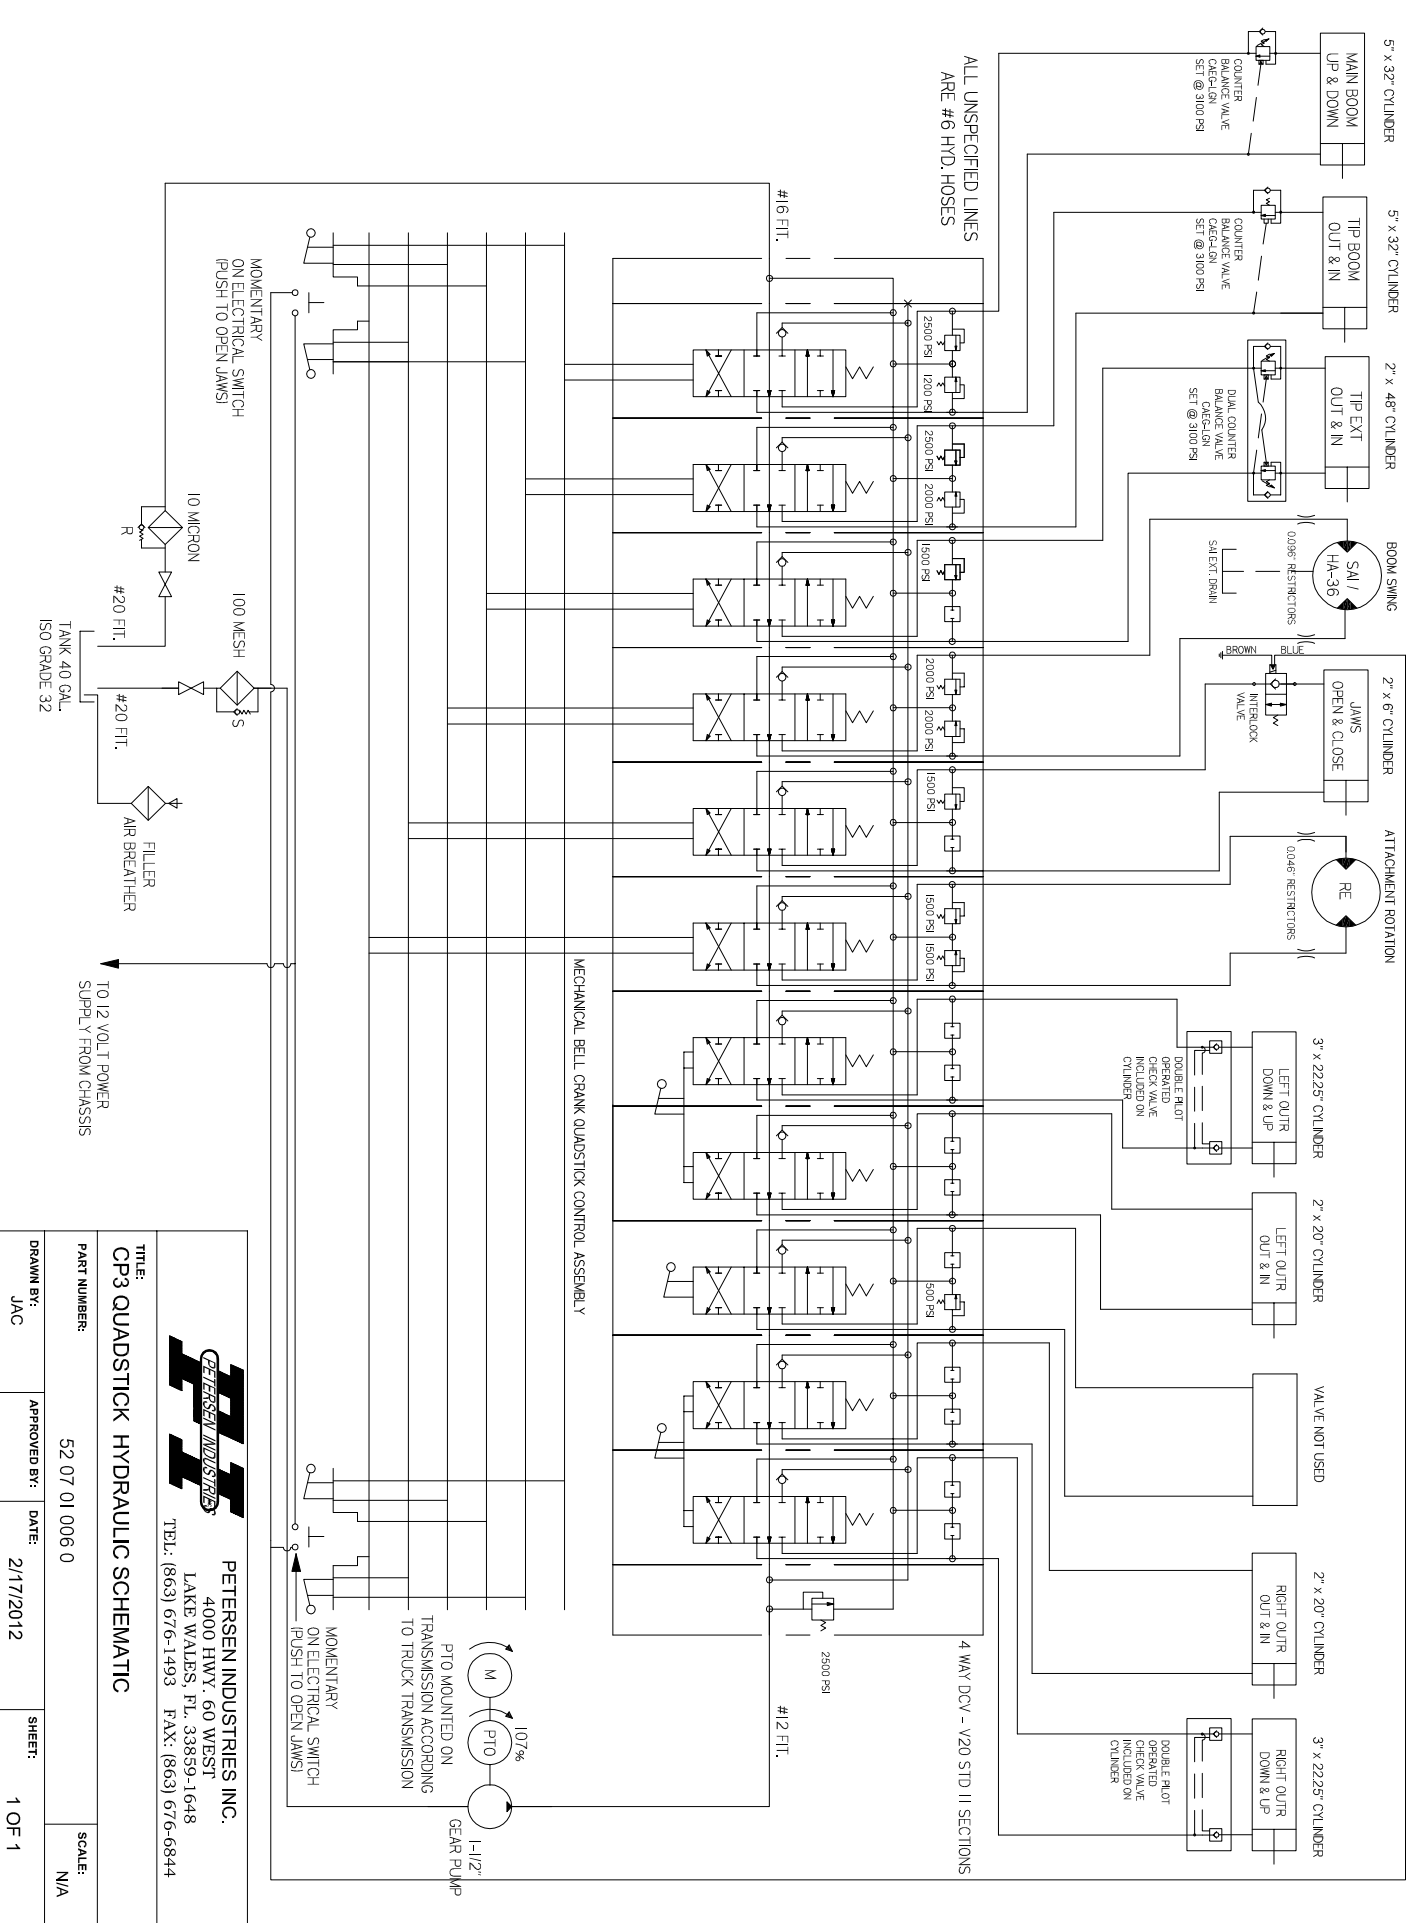 5" x 32" CYLINDER
MAIN BOOM
UP & DOWN
COUNTER
BALANCE VALVE
CAEG-LGN
SET @ 3100 PSI
5" x 32" CYLINDER
TIP BOOM
OUT & IN
COUNTER
BALANCE VALVE
CAEG-LGN
SET @ 3100 PSI
2" x 48" CYLINDER
TIP EXT
OUT & IN
DUAL COUNTER
BALANCE VALVE
CAEG-LGN
SET @ 3100 PSI
BOOM SWING
SAI /
HA-36
0.096" RESTRICTORS
SAI EXT. DRAIN
2" x 6" CYLINDER
JAWS
OPEN & CLOSE
BROWN
BLUE
INTERLOCK
VALVE
ATTACHMENT ROTATION
RE
0.046" RESTRICTORS
3" x 22.25" CYLINDER
LEFT OUTR
DOWN & UP
DOUBLE PILOT
OPERATED
CHECK VALVE
INCLUDED ON
CYLINDER
2" x 20" CYLINDER
LEFT OUTR
OUT & IN
VALVE NOT USED
2" x 20" CYLINDER
RIGHT OUTR
OUT & IN
3" x 22.25" CYLINDER
RIGHT OUTR
DOWN & UP
DOUBLE PILOT
OPERATED
CHECK VALVE
INCLUDED ON
CYLINDER
ALL UNSPECIFIED LINES
ARE #6 HYD. HOSES
4 WAY DCV - V20 STD 11 SECTIONS
2500 PSI
1200 PSI
2500 PSI
2000 PSI
1500 PSI
2000 PSI
2000 PSI
1500 PSI
1500 PSI
1500 PSI
500 PSI
2500 PSI
#16 FIT.
#12 FIT.
MECHANICAL BELL CRANK QUADSTICK CONTROL ASSEMBLY
MOMENTARY
ON ELECTRICAL SWITCH
(PUSH TO OPEN JAWS)
MOMENTARY
ON ELECTRICAL SWITCH
(PUSH TO OPEN JAWS)
M
PTO
107%
PTO MOUNTED ON
TRANSMISSION ACCORDING
TO TRUCK TRANSMISSION
1-1/2"
GEAR PUMP
10 MICRON
R
100 MESH
S
#20 FIT.
#20 FIT.
TANK 40 GAL.
ISO GRADE 32
FILLER
AIR BREATHER
TO 12 VOLT POWER
SUPPLY FROM CHASSIS
PETERSEN INDUSTRIES
PETERSEN INDUSTRIES INC.
4000 HWY. 60 WEST
LAKE WALES, FL. 33859-1648
TEL: (863) 676-1493 FAX: (863) 676-6844
TITLE:
CP3 QUADSTICK HYDRAULIC SCHEMATIC
PART NUMBER:
52 07 01 0066 0
SCALE:
N/A
DRAWN BY:
JAC
APPROVED BY:
DATE:
2/17/2012
SHEET:
1 OF 1